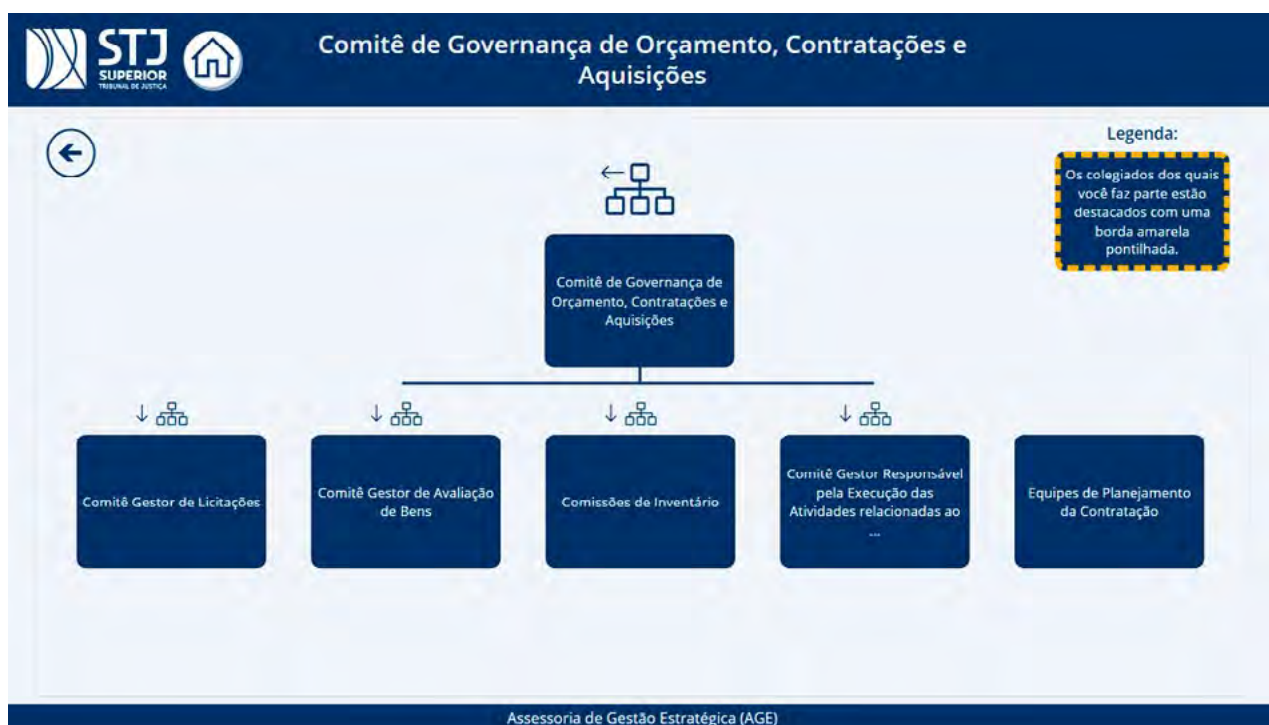 STJ
SUPERIOR
TRIBUNAL DE JUSTIÇA
Comitê de Governança de Orçamento, Contratações e
Aquisições
Legenda:
Os colegiados dos quais
você faz parte estão
destacados com uma
borda amarela
pontilhada.
Comitê de Governança de
Orçamento, Contratações e
Aquisições
Comitê Gestor de Licitações
Comitê Gestor de Avaliação
de Bens
Comissões de Inventário
Comitê Gestor Responsável
pela Execução das
Atividades relacionadas ao
...
Equipes de Planejamento
da Contratação
Assessoria de Gestão Estratégica (AGE)